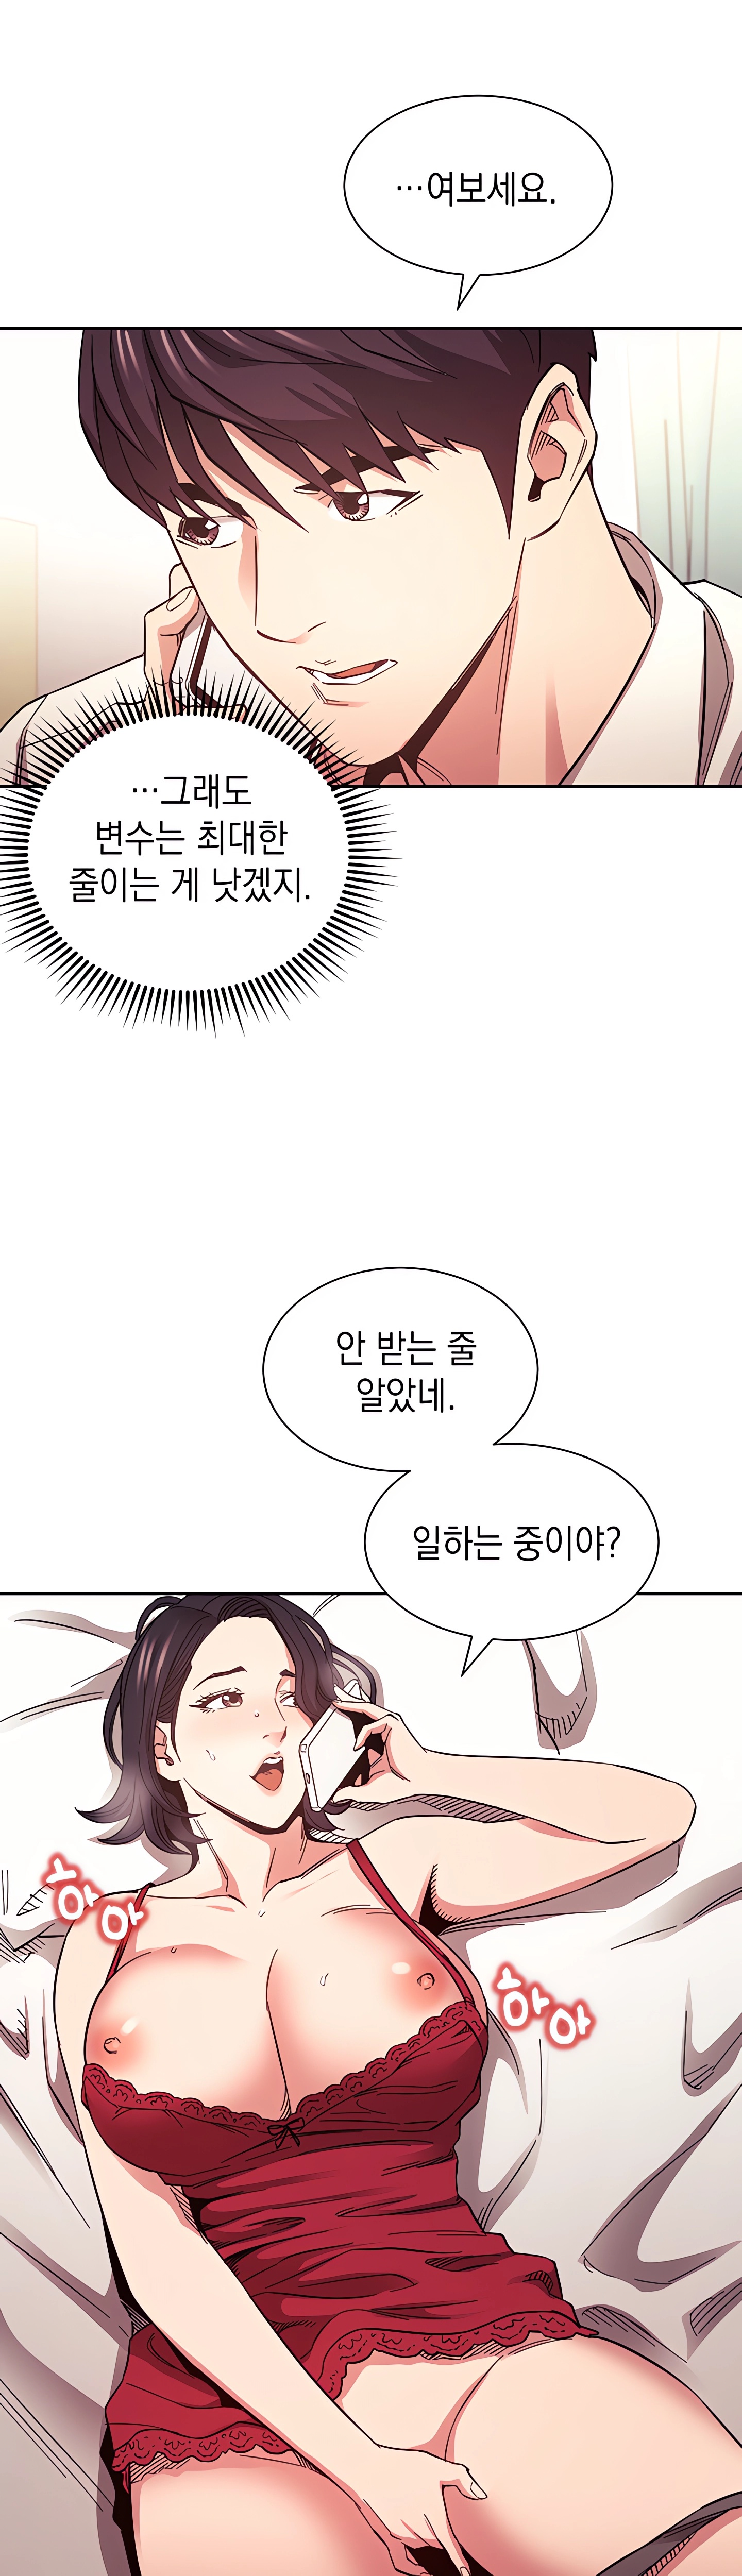 …여보세요.
…그래도
변수는 최대한
줄이는 게 낫겠지.
안 받는 줄
알았네.
일하는 중이야?
하아
하아